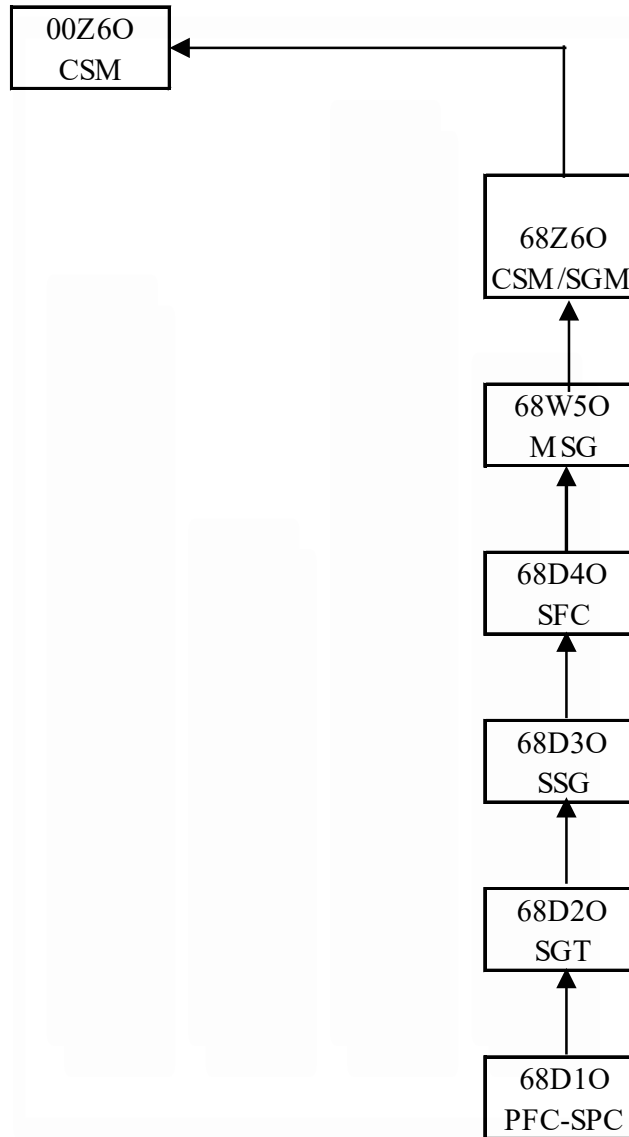 00Z6O
CSM
68Z6O
CSM/SGM
68W5O
MSG
68D4O
SFC
68D3O
SSG
68D2O
SGT
68D1O
PFC-SPC